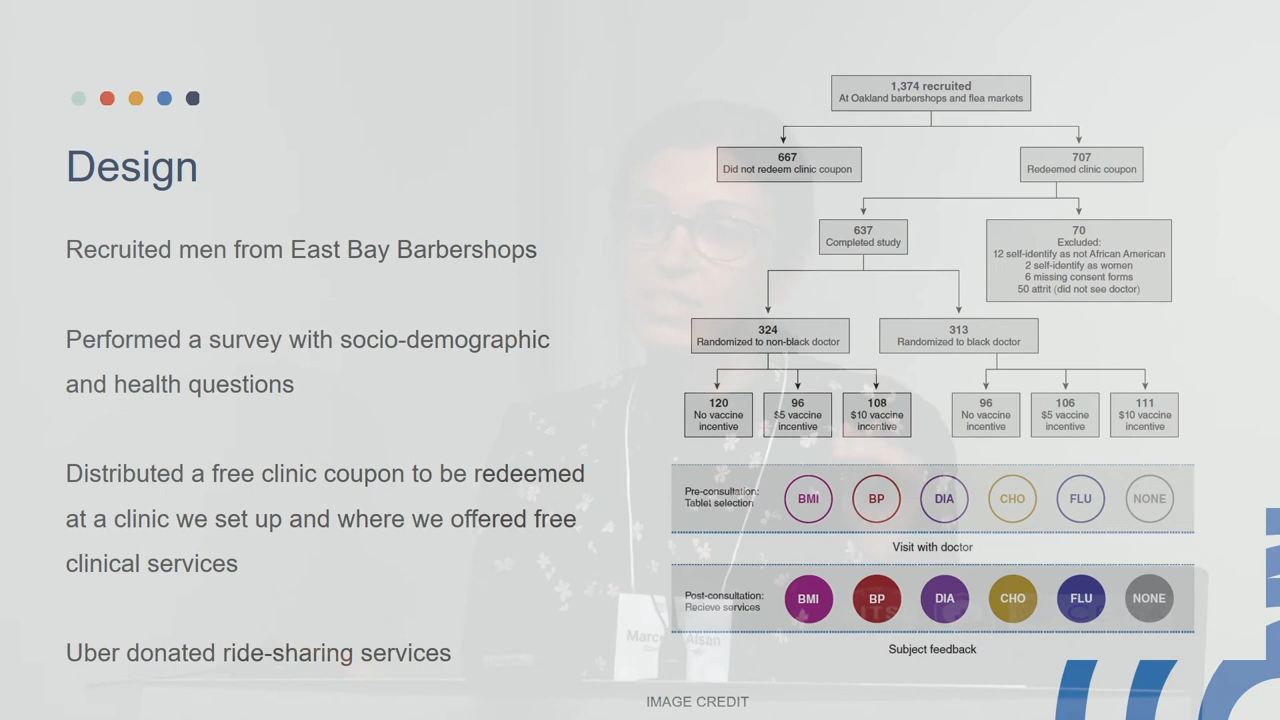 Design
Recruited men from East Bay Barbershops
Performed a survey with socio-demographic
and health questions
Distributed a free clinic coupon to be redeemed
at a clinic we set up and where we offered free
clinical services
Uber donated ride-sharing services
1,374 recruited
At Oakland barbershops and flea markets
667
Did not redeem clinic coupon
707
Redeemed clinic coupon
637
Completed study
70
Excluded:
12 self-identify as not African American
2 self-identify as women
6 missing consent forms
50 attrit (did not see doctor)
324
Randomized to non-black doctor
313
Randomized to black doctor
120
No vaccine
incentive
96
$5 vaccine
incentive
108
$10 vaccine
incentive
96
No vaccine
incentive
106
$5 vaccine
incentive
111
$10 vaccine
incentive
Pre-consultation:
Tablet selection
BMI
BP
DIA
CHO
FLU
NONE
Visit with doctor
Post-consultation:
Recieve services
BMI
BP
DIA
CHO
FLU
NONE
Subject feedback
IMAGE CREDIT